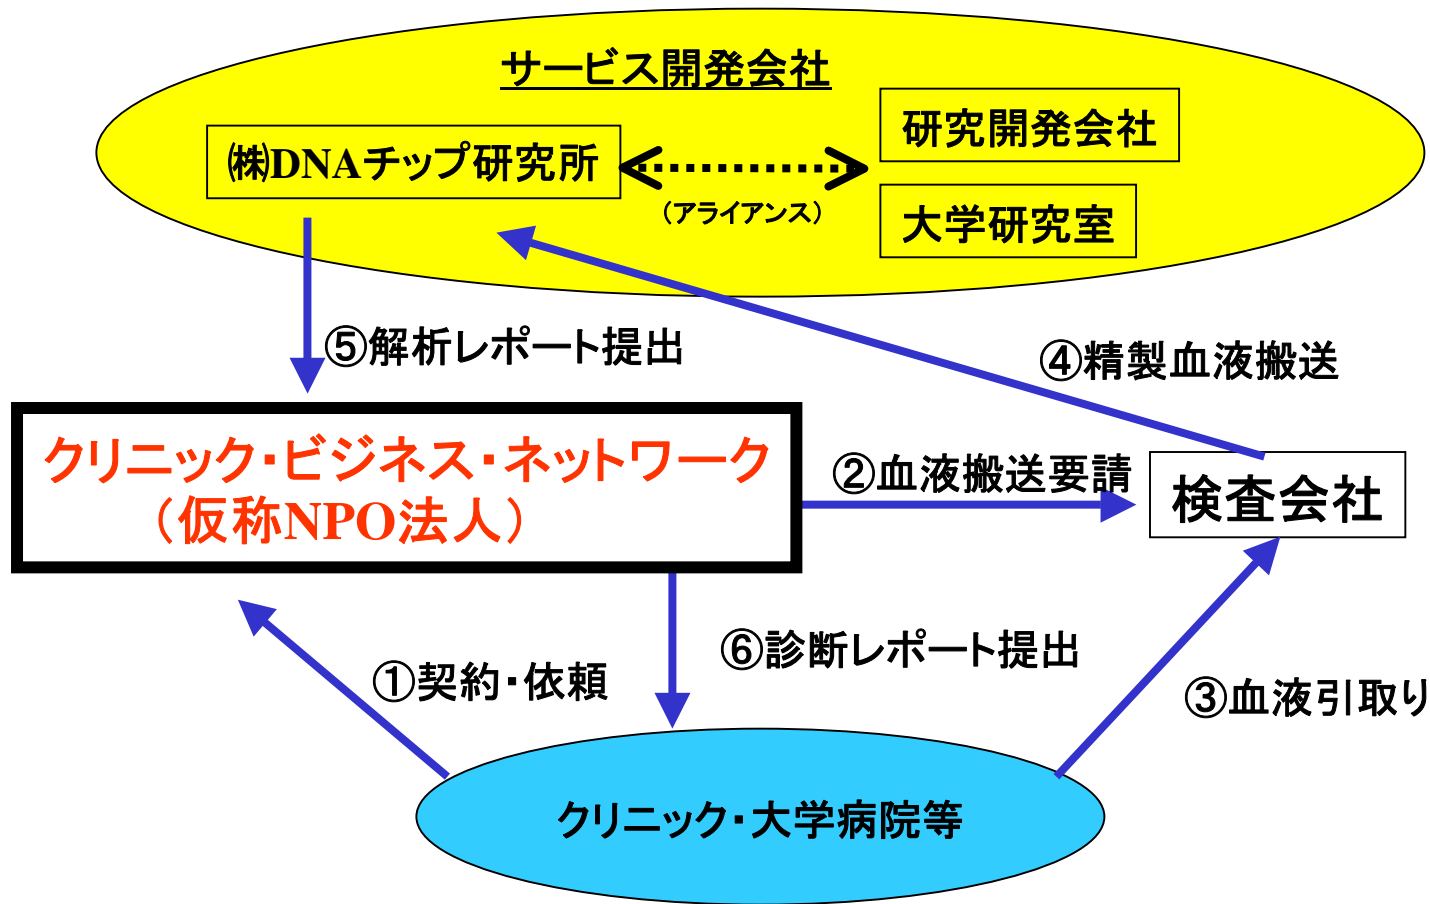 サービス開発会社
研究開発会社
㈱DNAチップ研究所
(アライアンス)
大学研究室
⑤解析レポート提出
④精製血液搬送
クリニック・ビジネス・ネットワーク
(仮称NPO法人)
②血液搬送要請
検査会社
⑥診断レポート提出
①契約・依頼
③血液引取り
クリニック・大学病院等